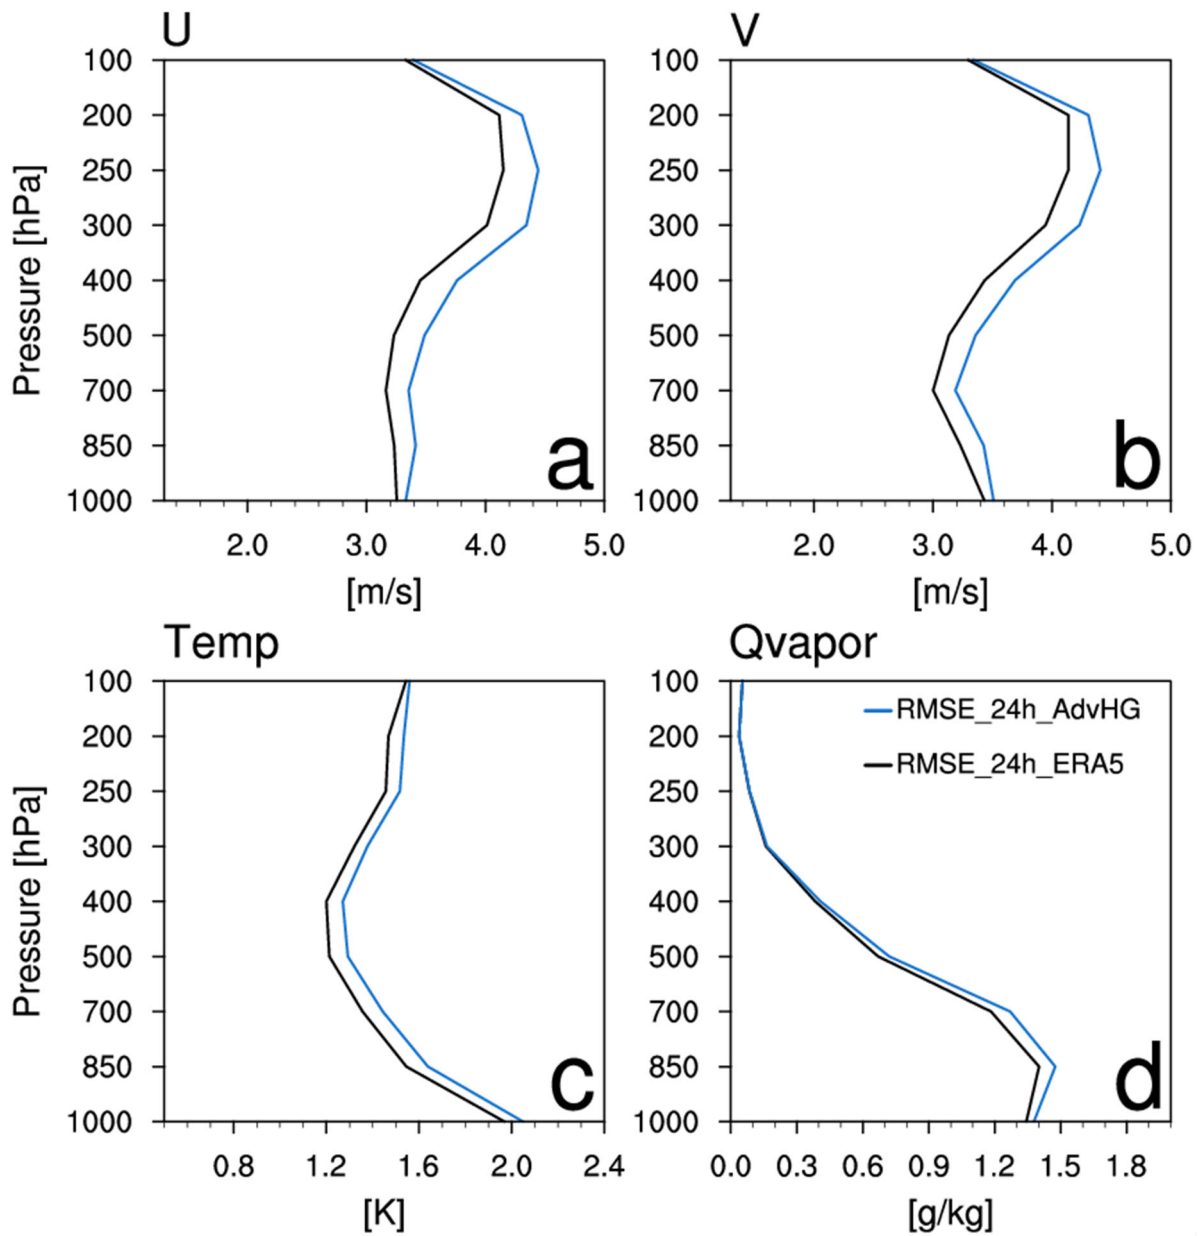 U
100
200
250
300
400
500
700
850
1000
Pressure [hPa]
a
2.0 3.0 4.0 5.0
[m/s]
V
100
200
250
300
400
500
700
850
1000
b
2.0 3.0 4.0 5.0
[m/s]
Temp
100
200
250
300
400
500
700
850
1000
Pressure [hPa]
c
0.8 1.2 1.6 2.0 2.4
[K]
Qvapor
100
200
250
300
400
500
700
850
1000
RMSE_24h_AdvHG
RMSE_24h_ERA5
d
0.0 0.3 0.6 0.9 1.2 1.5 1.8
[g/kg]